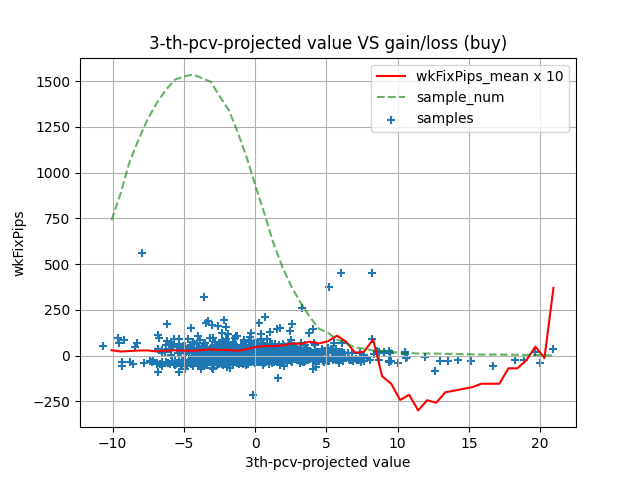 3-th-pcv-projected value VS gain/loss (buy)
wkFixPips_mean x 10
sample_num
samples
1500
1250
1000
750
500
250
0
−250
wkFixPips
−10
−5
0
5
10
15
20
3th-pcv-projected value